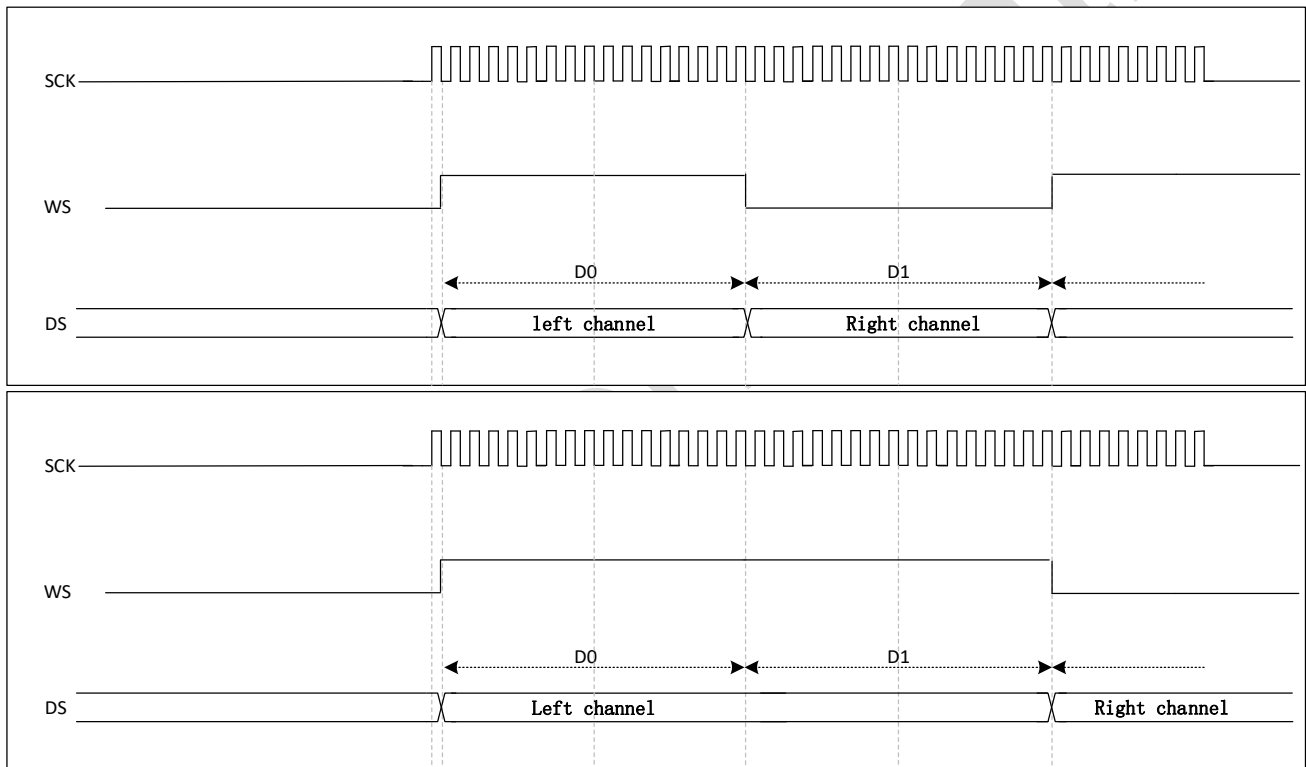 SCK
WS
D0 D1
DS left channel Right channel
SCK
WS
D0 D1
DS Left channel Right channel